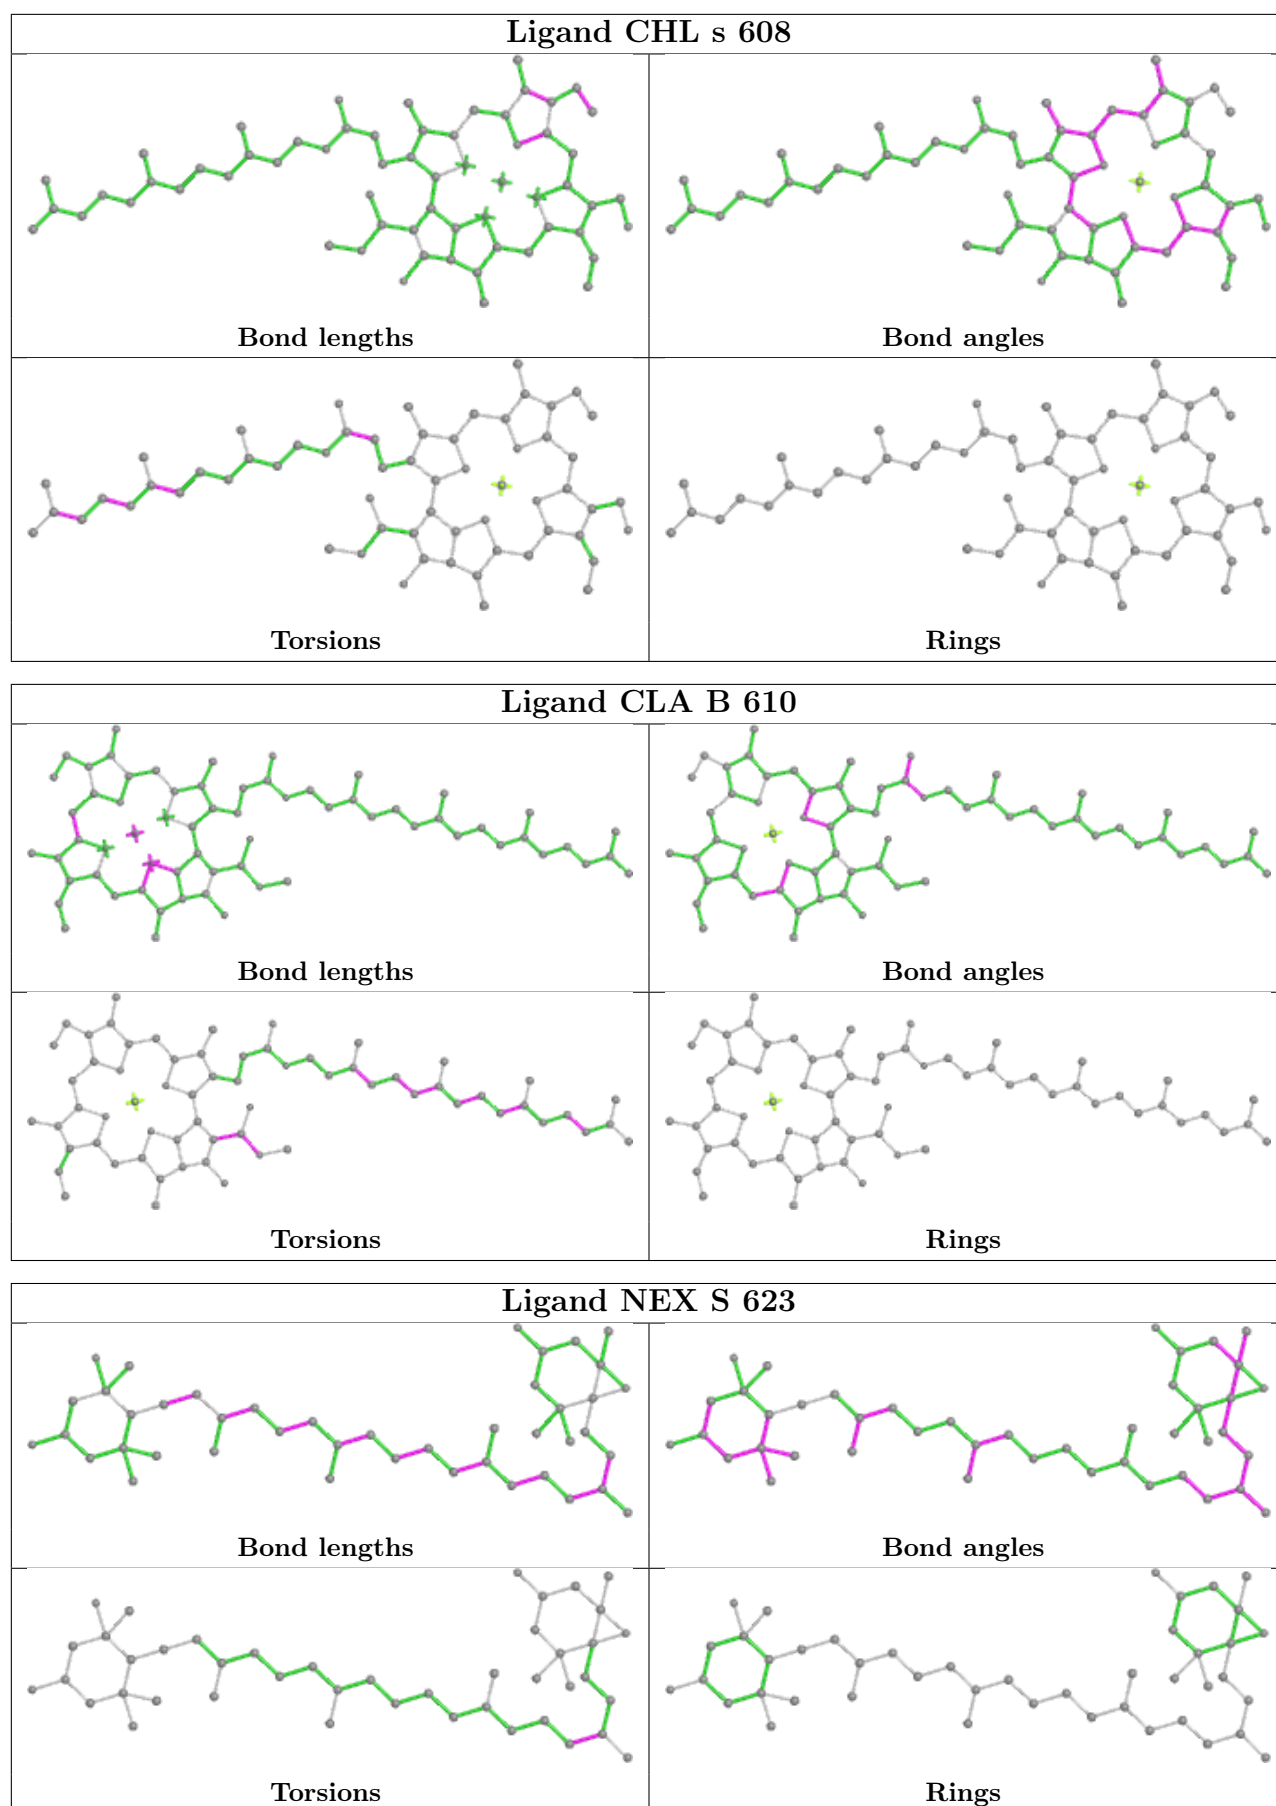 Ligand CHL s 608
Bond lengths
Bond angles
Torsions
Rings
Ligand CLA B 610
Bond lengths
Bond angles
Torsions
Rings
Ligand NEX S 623
Bond lengths
Bond angles
Torsions
Rings